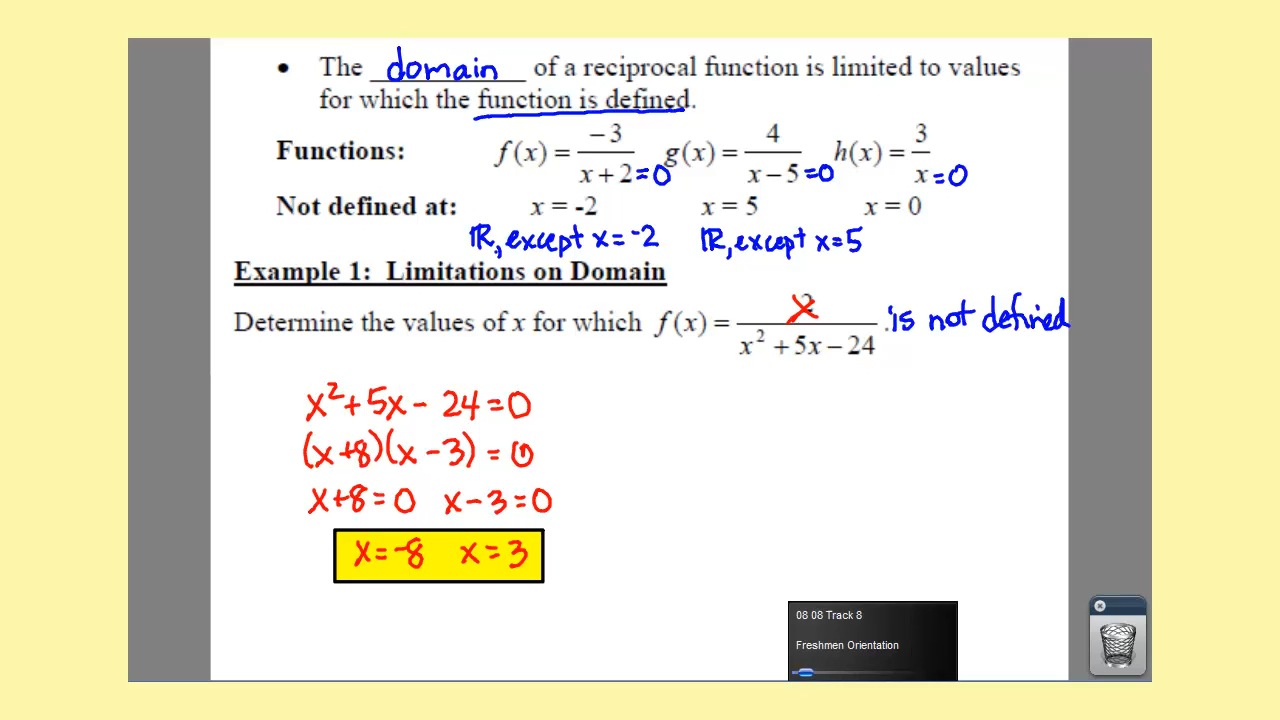 • The domain of a reciprocal function is limited to values
for which the function is defined.
Functions: f(x) = -3/(x + 2) = 0 g(x) = 4/(x - 5) = 0 h(x) = 3/x = 0
Not defined at: x = -2 x = 5 x = 0
ℝ, except x = -2 ℝ, except x = 5
Example 1: Limitations on Domain
Determine the values of x for which f(x) = 2/(x² + 5x - 24). is not defined
x² + 5x - 24 = 0
(x + 8)(x - 3) = 0
x + 8 = 0 x - 3 = 0
x = -8 x = 3
08 08 Track 8
Freshmen Orientation